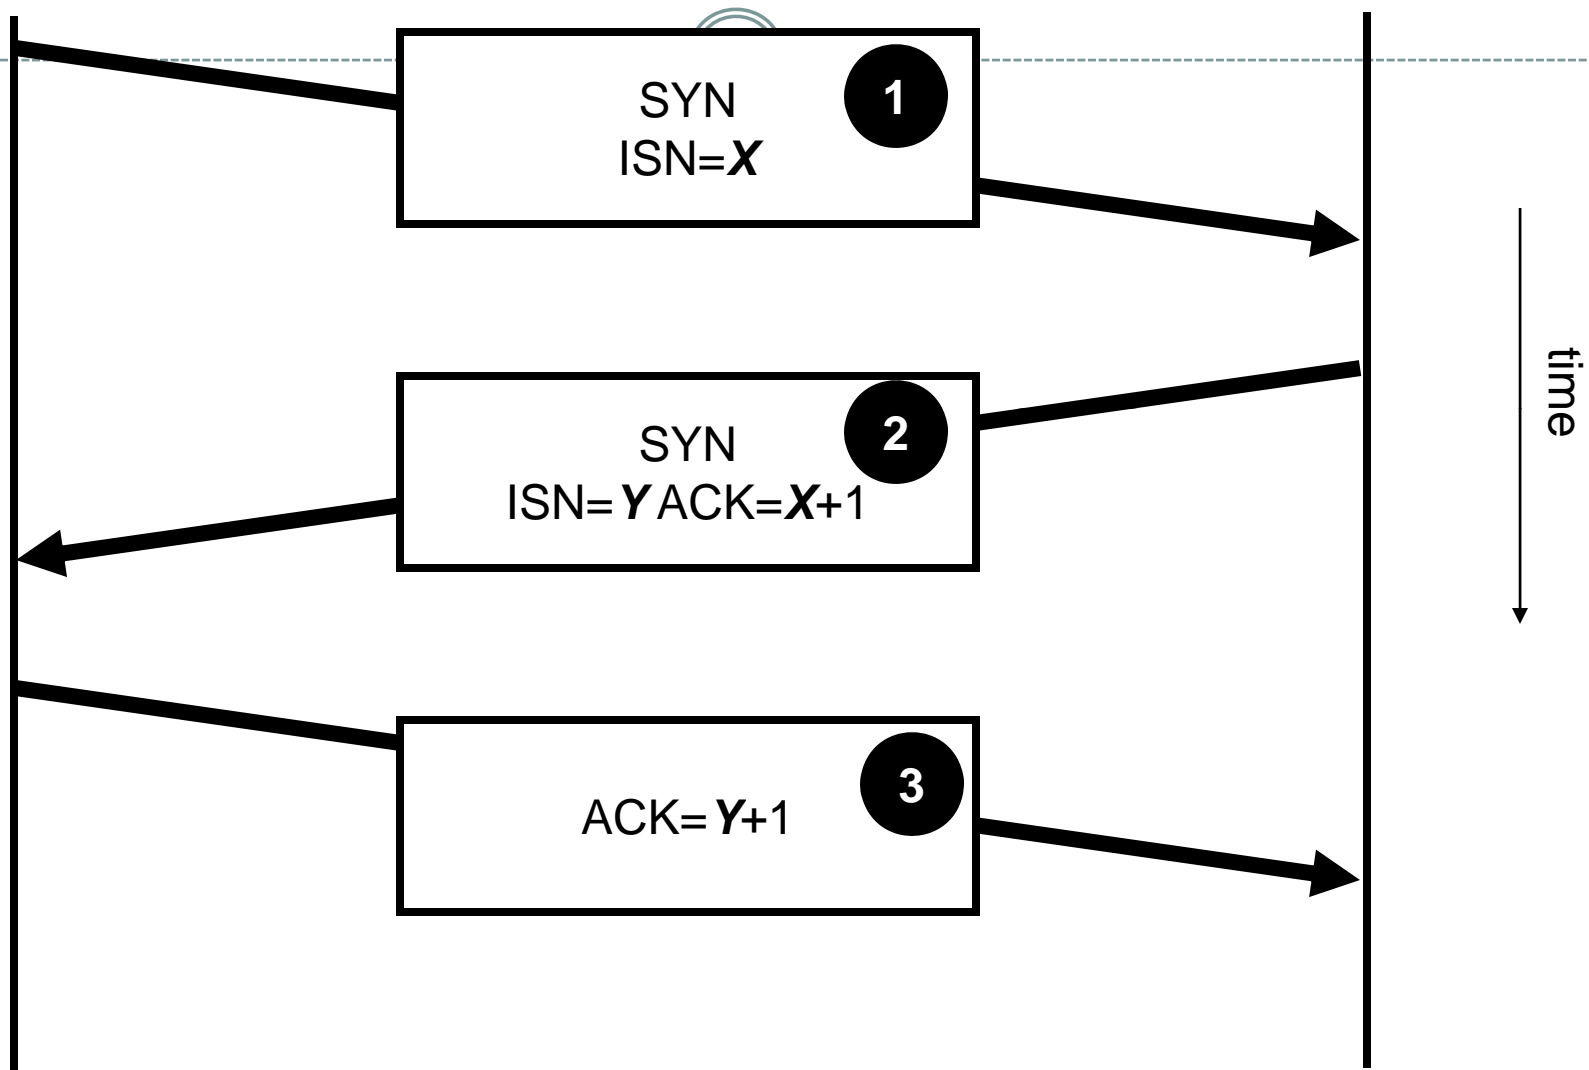 1
SYN
ISN=X
time
2
SYN
ISN=Y ACK=X+1
3
ACK=Y+1